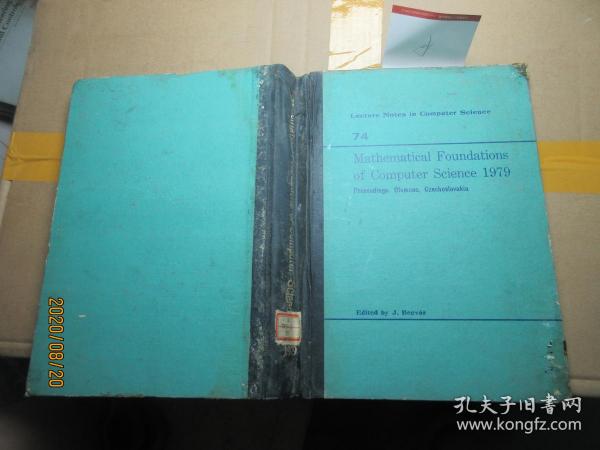 Lecture Notes in Computer Science
74
Mathematical Foundations
of Computer Science 1979
Proceedings, Olomouc, Czechoslovakia
Edited by J. Bečvář
2020/08/20
孔夫子旧书网
www.kongfz.com